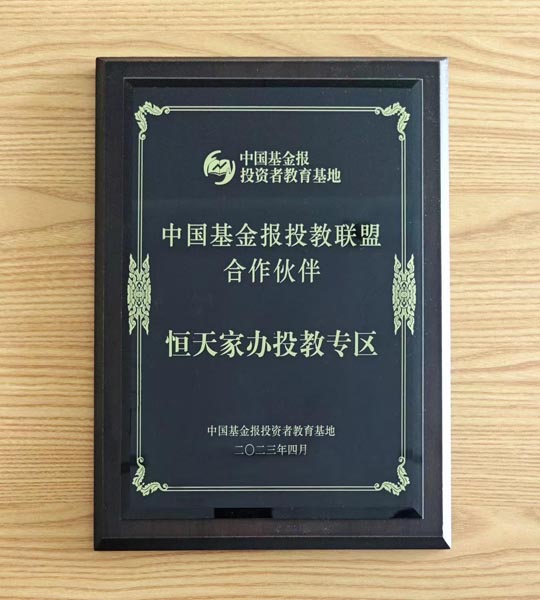 中国基金报
投资者教育基地
中国基金报投教联盟
合作伙伴
恒天家办投教专区
中国基金报投资者教育基地
二〇二三年四月